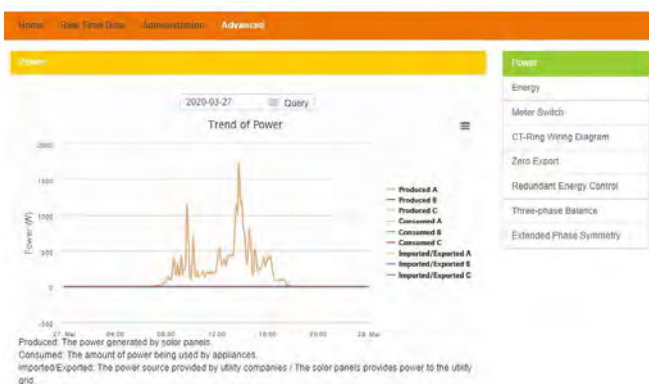 Home Real Time Data Administration Advanced
Power
Power
Energy
Meter Switch
CT-Ring Wiring Diagram
Zero Export
Redundant Energy Control
Three-phase Balance
Extended Phase Symmetry
2020-03-27 Query
Trend of Power
Power (W)
2000
1500
1000
500
0
-500
27. Mar 04:00 08:00 12:00 16:00 20:00 28. Mar
Produced A
Produced B
Produced C
Consumed A
Consumed B
Consumed C
Imported/Exported A
Imported/Exported B
Imported/Exported C
Produced: The power generated by solar panels.
Consumed: The amount of power being used by appliances.
Imported/Exported: The power source provided by utility companies / The solar panels provides power to the utility
grid.